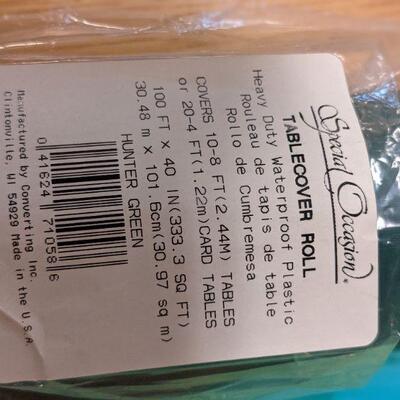 Special Occasion®
TABLECOVER ROLL
Heavy Duty Waterproof Plastic
Rouleau de tapis de table
Rollo de Cumbremesa
COVERS 10-8 FT(2.44M) TABLES
or 20-4 FT(1.22m)CARD TABLES
100 FT X 40 IN(333.3 SQ FT)
30.48 m x 101.6cm(30.97 sq m)
HUNTER GREEN
0 41624 71058 6
Manufactured by Converting Inc.
Clintonville, WI 54929 Made in the U.S.A.